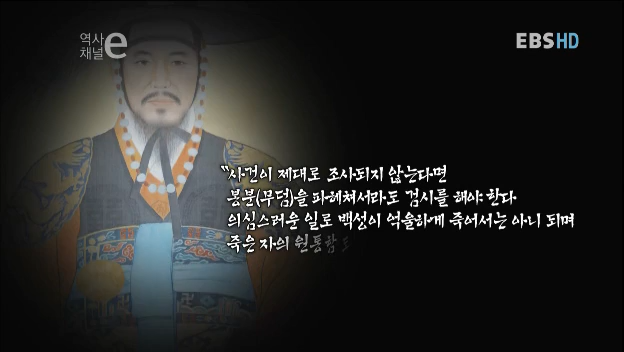 역사
채널 e
EBS HD
"사건이 제대로 조사되지 않는다면
봉분(무덤)을 파헤쳐서라도 검시를 해야 한다
의심스러운 일로 백성이 억울하게 죽어서는 아니 되며
죽은 자의 원통함